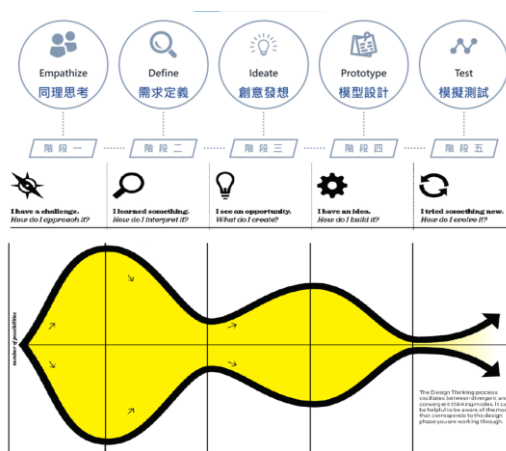 Empathize
同理思考
Define
需求定義
Ideate
創意發想
Prototype
模型設計
Test
模擬測試
階段一
階段二
階段三
階段四
階段五
I have a challenge.
How do I approach it?
I learned something.
How do I interpret it?
I see an opportunity.
What do I create?
I have an idea.
How do I build it?
I tried something new.
How do I evolve it?
number of possibilities
The Design Thinking process
oscillates between divergent and
convergent thinking modes. It can
be helpful to be aware of the mode
that corresponds to the design
phase you are working through